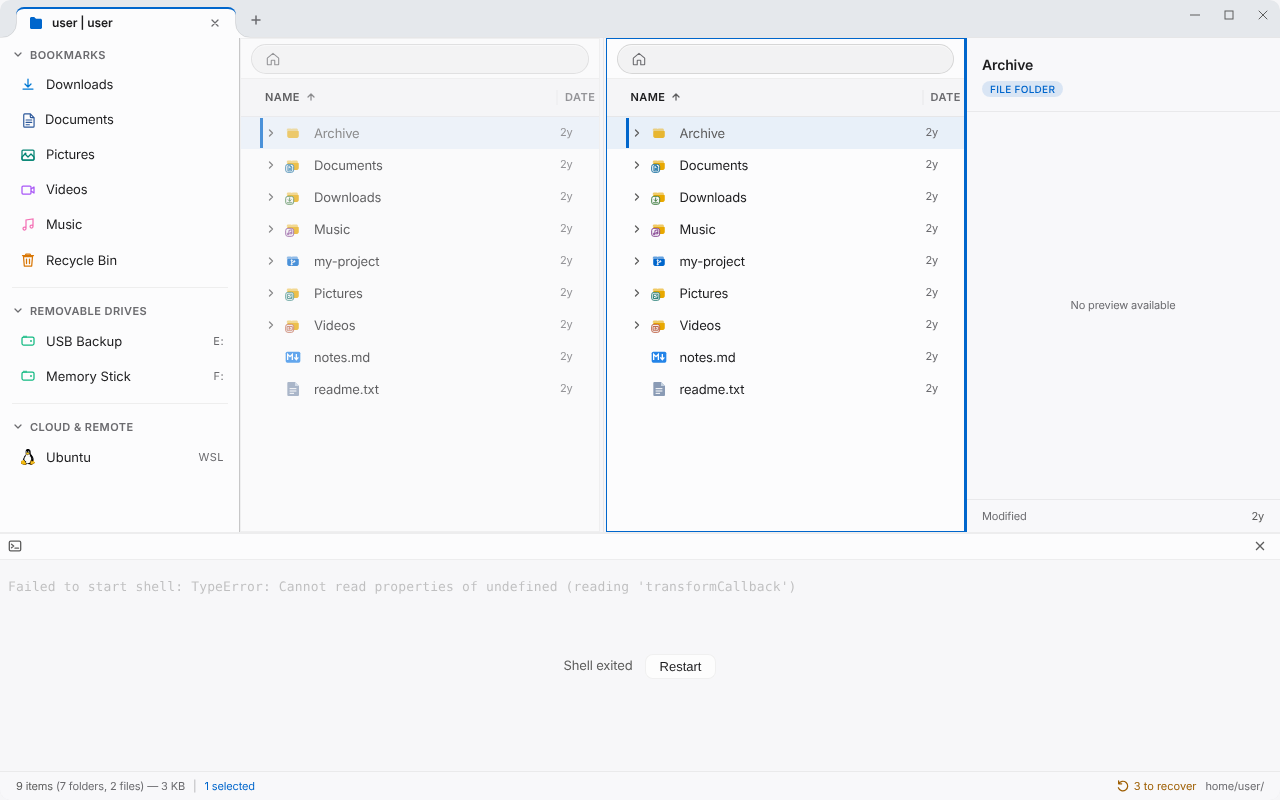 user | user
BOOKMARKS
Downloads
Documents
Pictures
Videos
Music
Recycle Bin
REMOVABLE DRIVES
USB Backup E:
Memory Stick F:
CLOUD & REMOTE
Ubuntu WSL
NAME DATE
Archive 2y
Documents 2y
Downloads 2y
Music 2y
my-project 2y
Pictures 2y
Videos 2y
notes.md 2y
readme.txt 2y
NAME DATE
Archive 2y
Documents 2y
Downloads 2y
Music 2y
my-project 2y
Pictures 2y
Videos 2y
notes.md 2y
readme.txt 2y
Archive
FILE FOLDER
No preview available
Modified 2y
Failed to start shell: TypeError: Cannot read properties of undefined (reading 'transformCallback')
Shell exited Restart
9 items (7 folders, 2 files) — 3 KB 1 selected 3 to recover home/user/